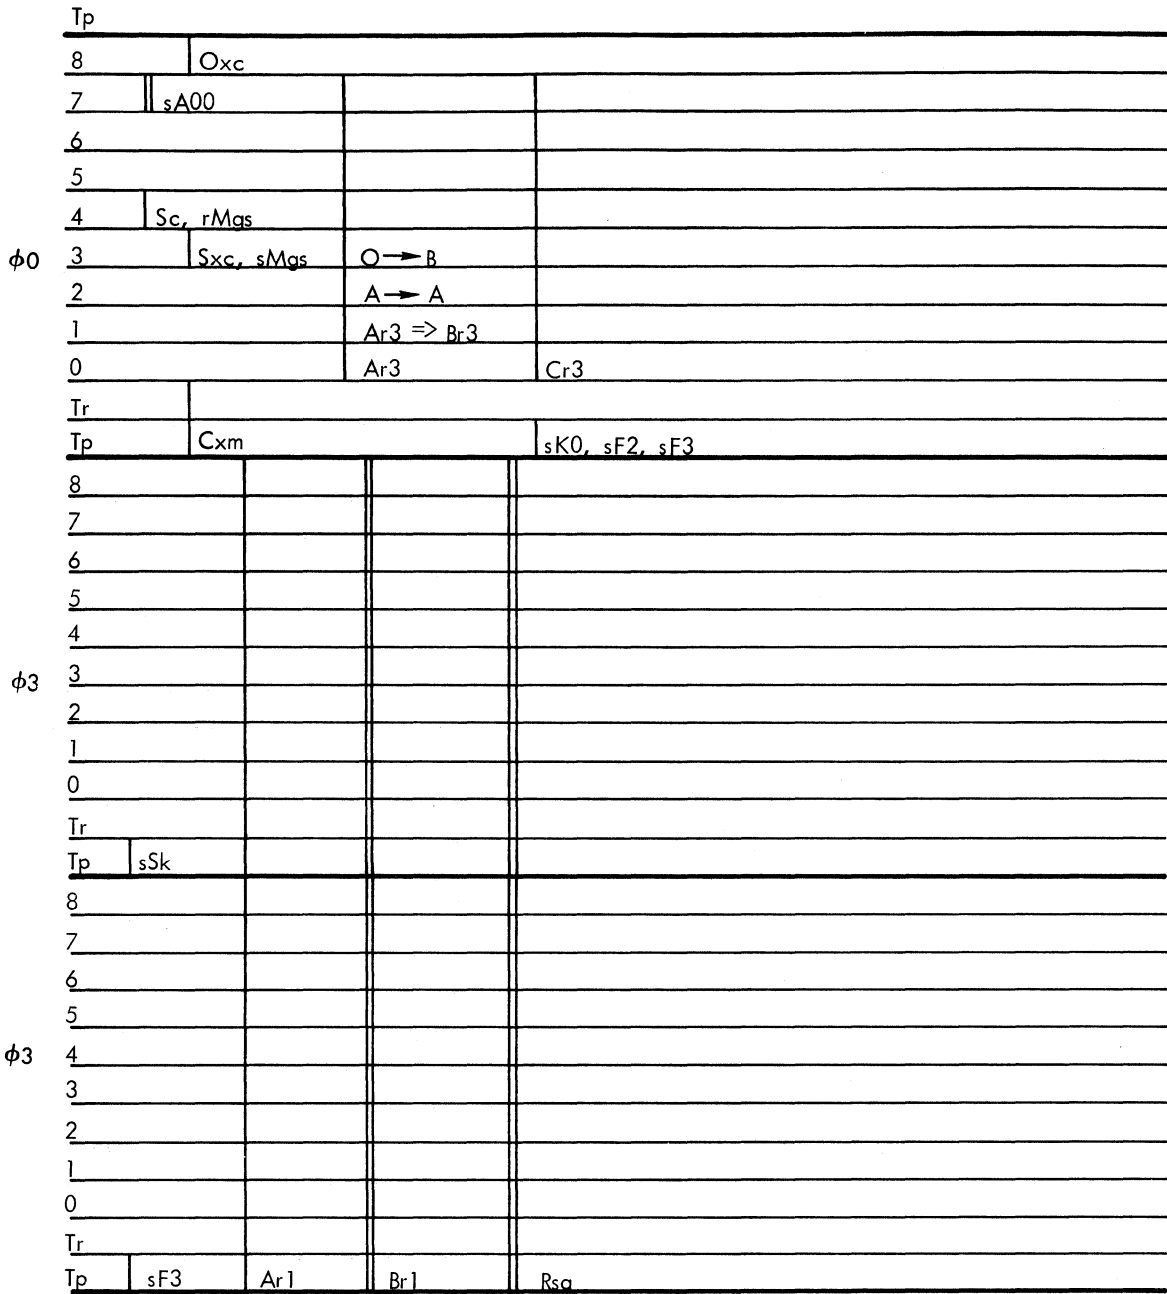 Tp
8 Oxc
7 sA00
6
5
4 Sc, rMgs
φ0 3 Sxc, sMgs O → B
2 A → A
1 Ar3 => Br3
0 Ar3 Cr3
Tr
Tp Cxm sK0, sF2, sF3
8
7
6
5
4
φ3 3
2
1
0
Tr
Tp sSk
8
7
6
5
φ3 4
3
2
1
0
Tr
Tp sF3 Ar1 Br1 Rsa